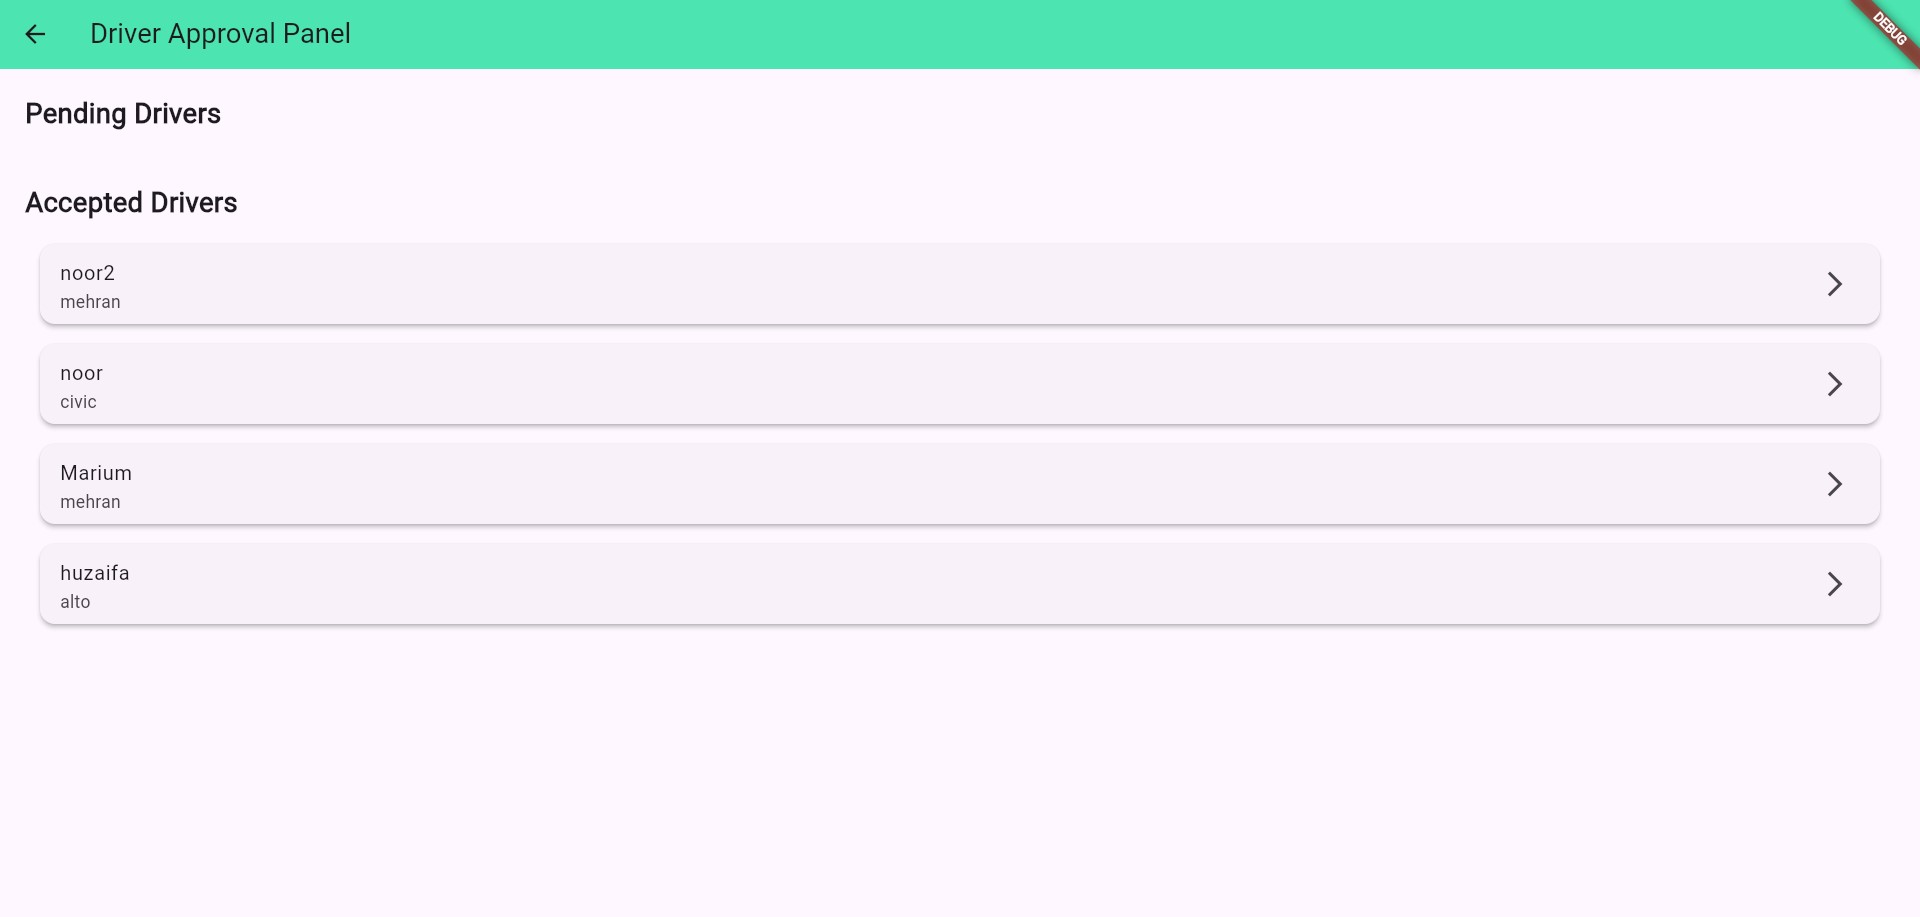 Driver Approval Panel
DEBUG
Pending Drivers
Accepted Drivers
noor2
mehran
noor
civic
Marium
mehran
huzaifa
alto